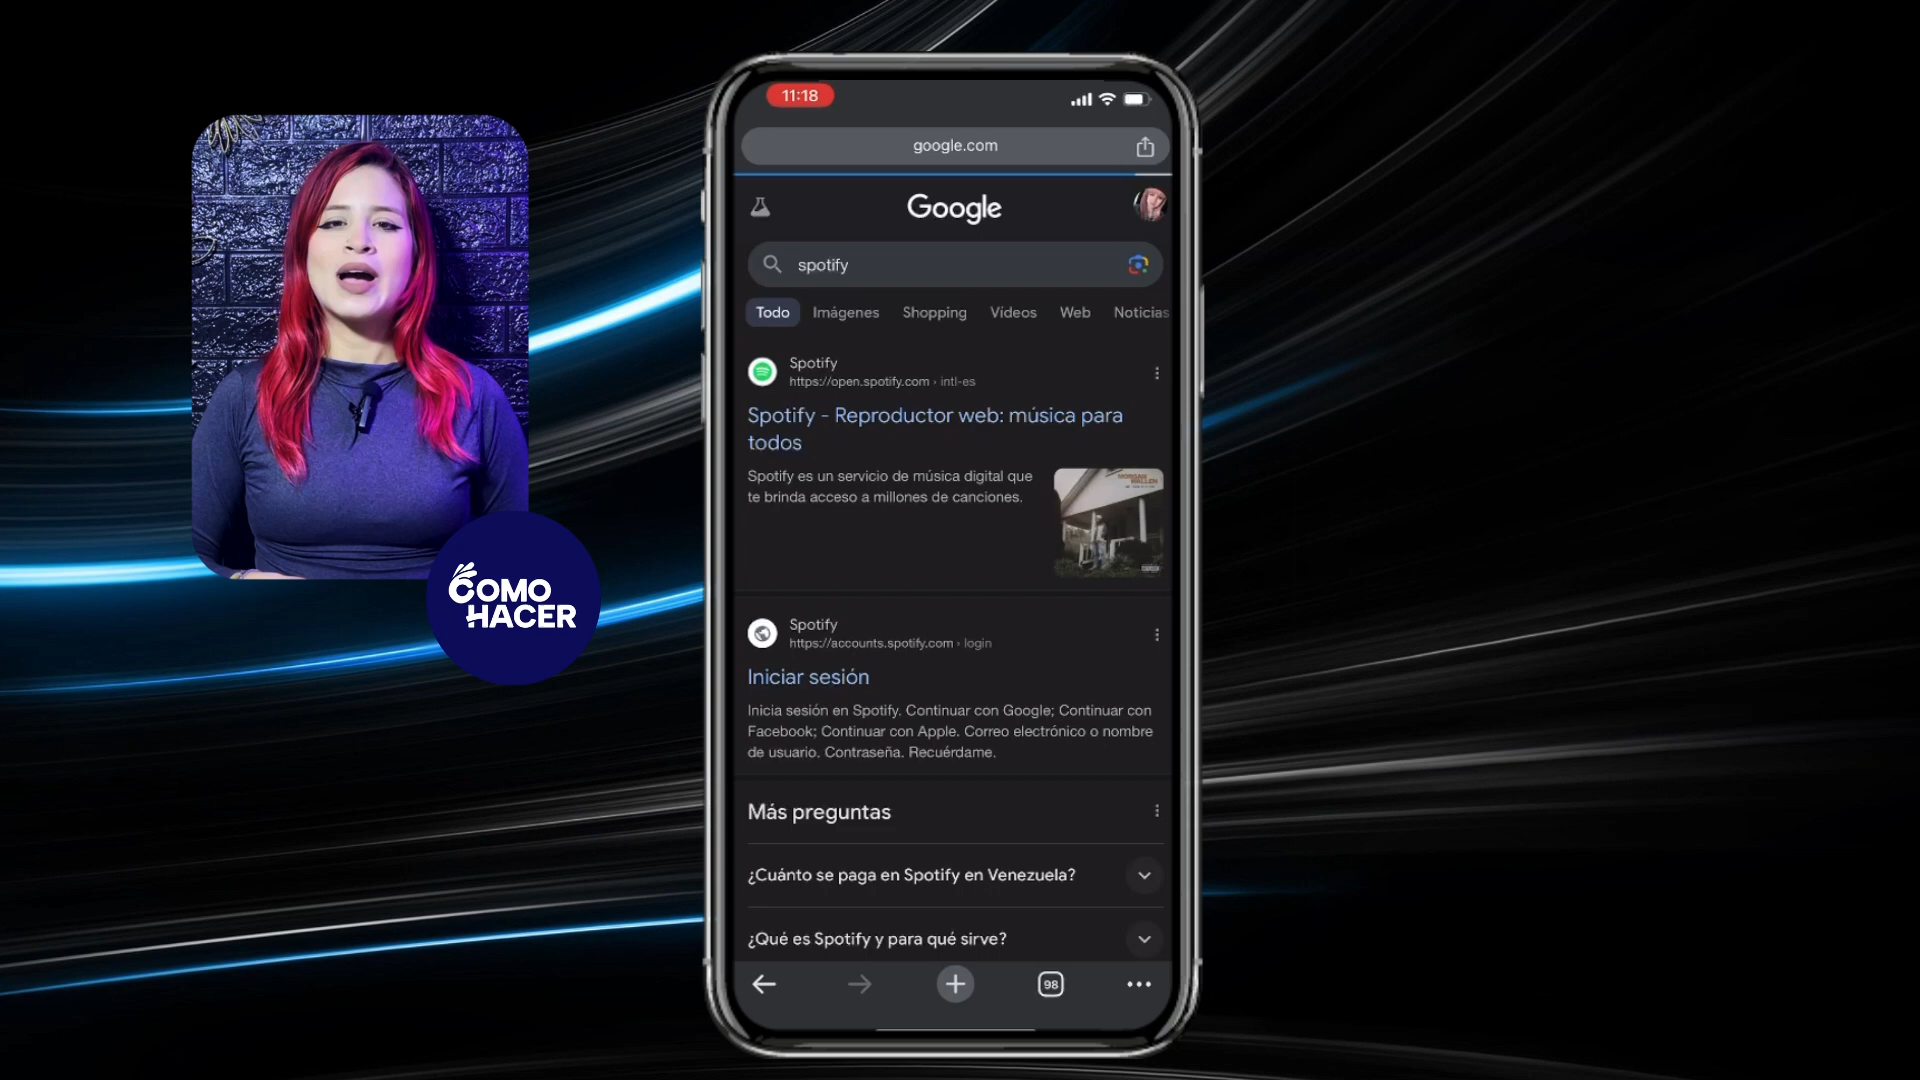 COMO
HACER
11:18
google.com
Google
spotify
Todo Imágenes Shopping Vídeos Web Noticias
Spotify
https://open.spotify.com › intl-es
Spotify - Reproductor web: música para
todos
Spotify es un servicio de música digital que
te brinda acceso a millones de canciones.
MORGAN
WALLEN
Spotify
https://accounts.spotify.com › login
Iniciar sesión
Inicia sesión en Spotify. Continuar con Google; Continuar con
Facebook; Continuar con Apple. Correo electrónico o nombre
de usuario. Contraseña. Recuérdame.
Más preguntas
¿Cuánto se paga en Spotify en Venezuela?
¿Qué es Spotify y para qué sirve?
98